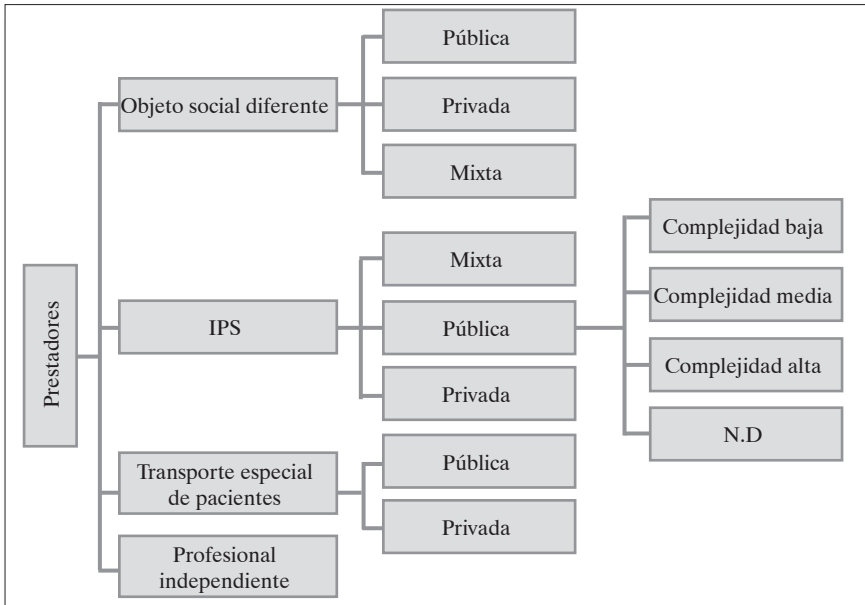 Prestadores
Objeto social diferente
Pública
Privada
Mixta
IPS
Mixta
Pública
Privada
Complejidad baja
Complejidad media
Complejidad alta
N.D
Transporte especial
de pacientes
Pública
Privada
Profesional
independiente